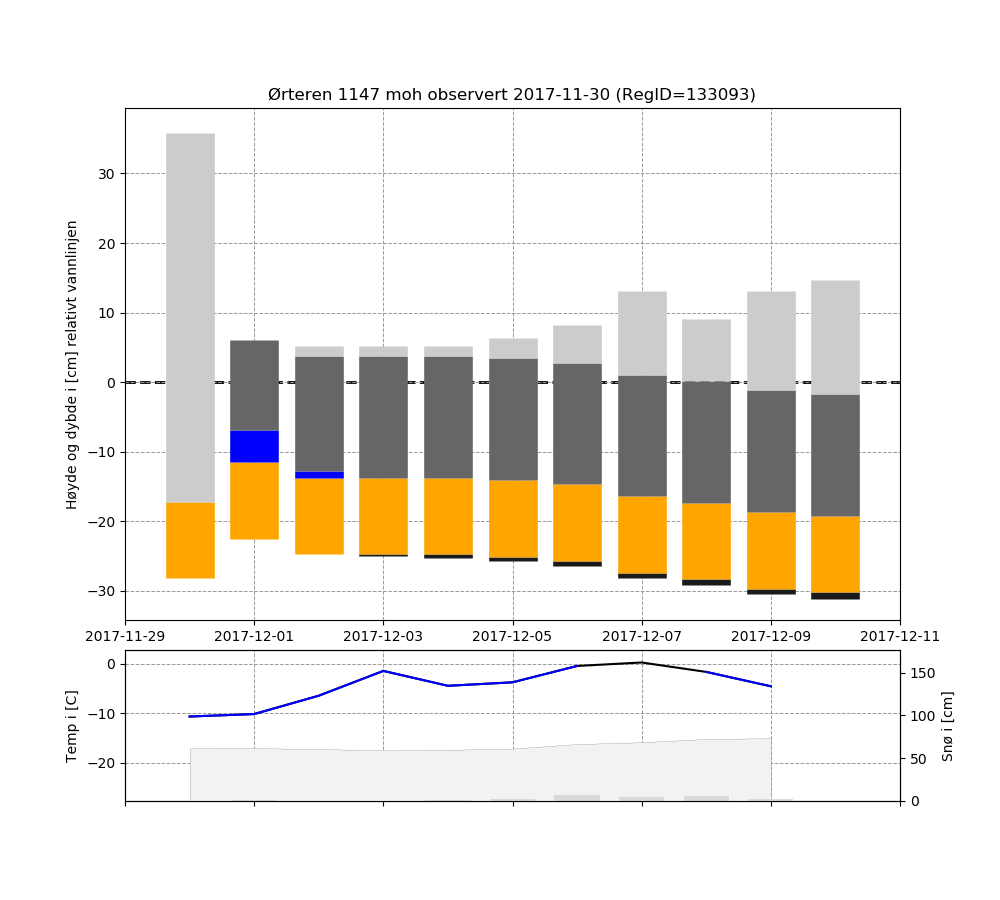 Ørteren 1147 moh observert 2017-11-30 (RegID=133093)
Høyde og dybde i [cm] relativt vannlinjen
30
20
10
0
−10
−20
−30
2017-11-29 2017-12-01 2017-12-03 2017-12-05 2017-12-07 2017-12-09 2017-12-11
Temp i [C]
0
−10
−20
150
100
50
0
Snø i [cm]